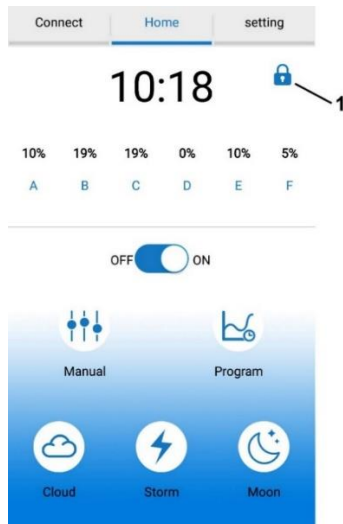 Connect Home setting
10:18
1
10% 19% 19% 0% 10% 5%
A B C D E F
OFF ON
Manual Program
Cloud Storm Moon